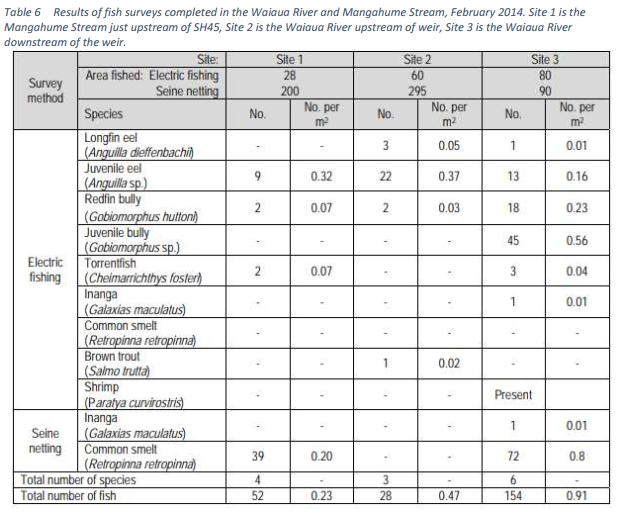 Table 6 Results of fish surveys completed in the Waiaua River and Mangahume Stream, February 2014. Site 1 is the
Mangahume Stream just upstream of SH45, Site 2 is the Waiaua River upstream of weir, Site 3 is the Waiaua River
downstream of the weir.
Survey method Site: Site 1 Site 2 Site 3
Area fished: Electric fishing 28 60 80
Seine netting 200 295 90
Species No. No. per m² No. No. per m² No. No. per m²
Electric fishing
Longfin eel
(Anguilla dieffenbachii) - - 3 0.05 1 0.01
Juvenile eel
(Anguilla sp.) 9 0.32 22 0.37 13 0.16
Redfin bully
(Gobiomorphus huttoni) 2 0.07 2 0.03 18 0.23
Juvenile bully
(Gobiomorphus sp.) - - - - 45 0.56
Torrentfish
(Cheimarrichthys fosteri) 2 0.07 - - 3 0.04
Inanga
(Galaxias maculatus) - - - - 1 0.01
Common smelt
(Retropinna retropinna) - - - - - -
Brown trout
(Salmo trutta) - - 1 0.02 - -
Shrimp
(Paratya curvirostris) - - - - Present
Seine netting
Inanga
(Galaxias maculatus) - - - - 1 0.01
Common smelt
(Retropinna retropinna) 39 0.20 - - 72 0.8
Total number of species 4 - 3 - 6 -
Total number of fish 52 0.23 28 0.47 154 0.91